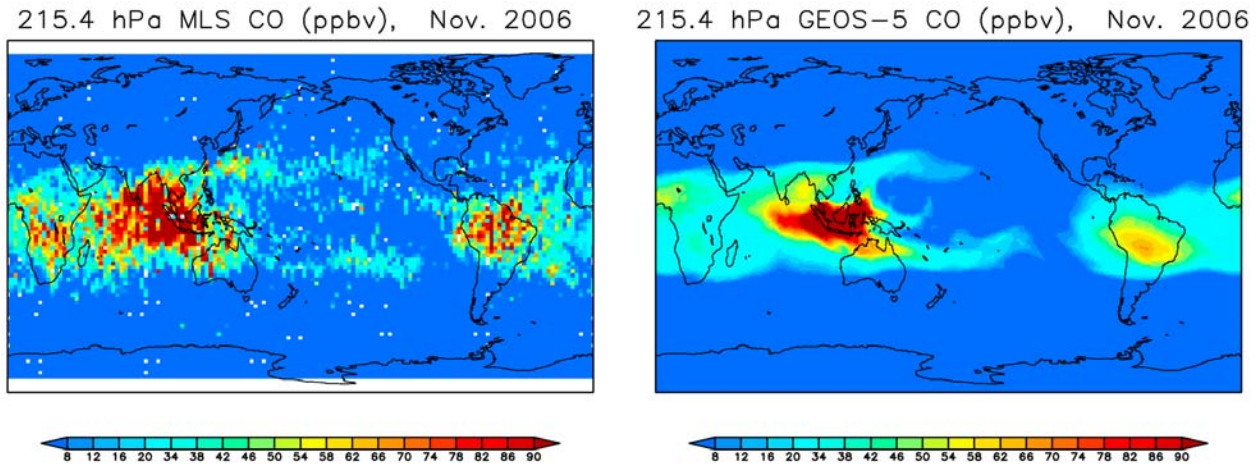 215.4 hPa MLS CO (ppbv),  Nov. 2006
215.4 hPa GEOS-5 CO (ppbv),  Nov. 2006
8 12 16 20 34 38 42 46 50 54 58 62 66 70 74 78 82 86 90
8 12 16 20 34 38 42 46 50 54 58 62 66 70 74 78 82 86 90